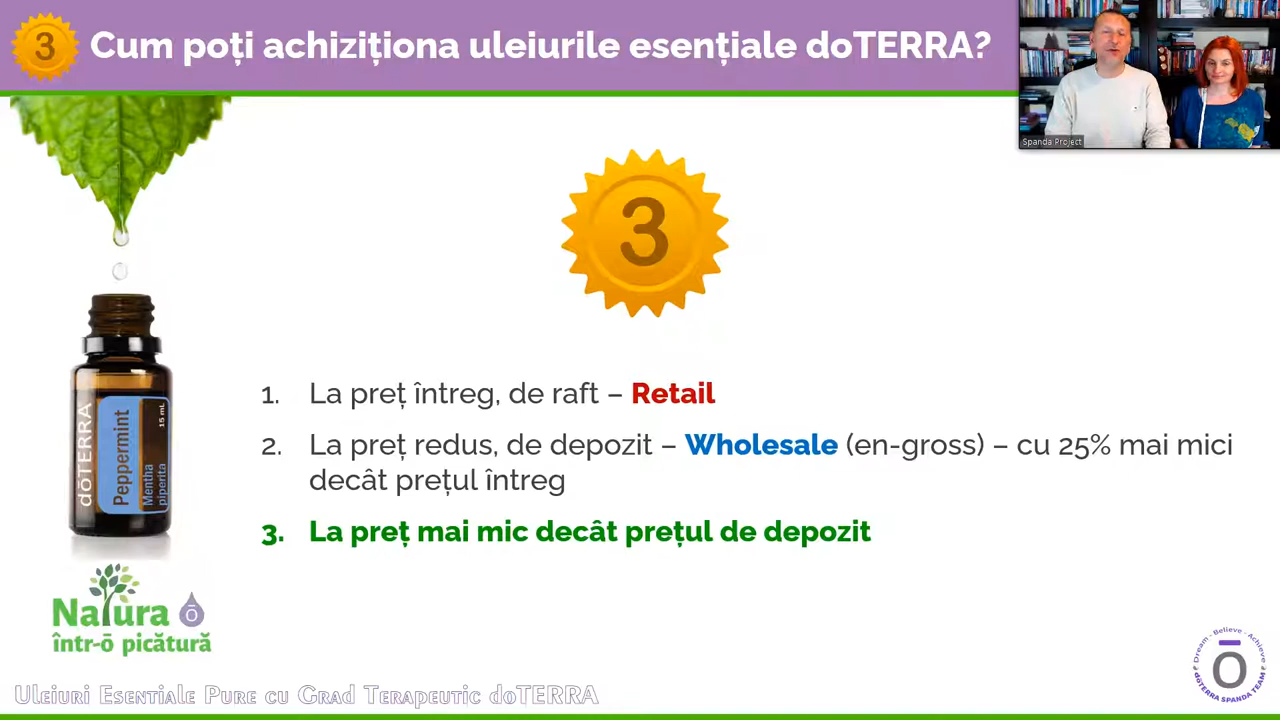 3
Cum poți achiziționa uleiurile esențiale doTERRA?
Spanda Project
3
1. La preț întreg, de raft – Retail
2. La preț redus, de depozit – Wholesale (en-gross) – cu 25% mai mici
decât prețul întreg
3. La preț mai mic decât prețul de depozit
dōTERRA
Peppermint
Mentha
piperita
15 mL
Natura ō
într-ō picătură
Dream - Believe - Achieve
Ō
dōTERRA SPANDA TEAM
Uleiuri Esentiale Pure cu Grad Terapeutic doTERRA